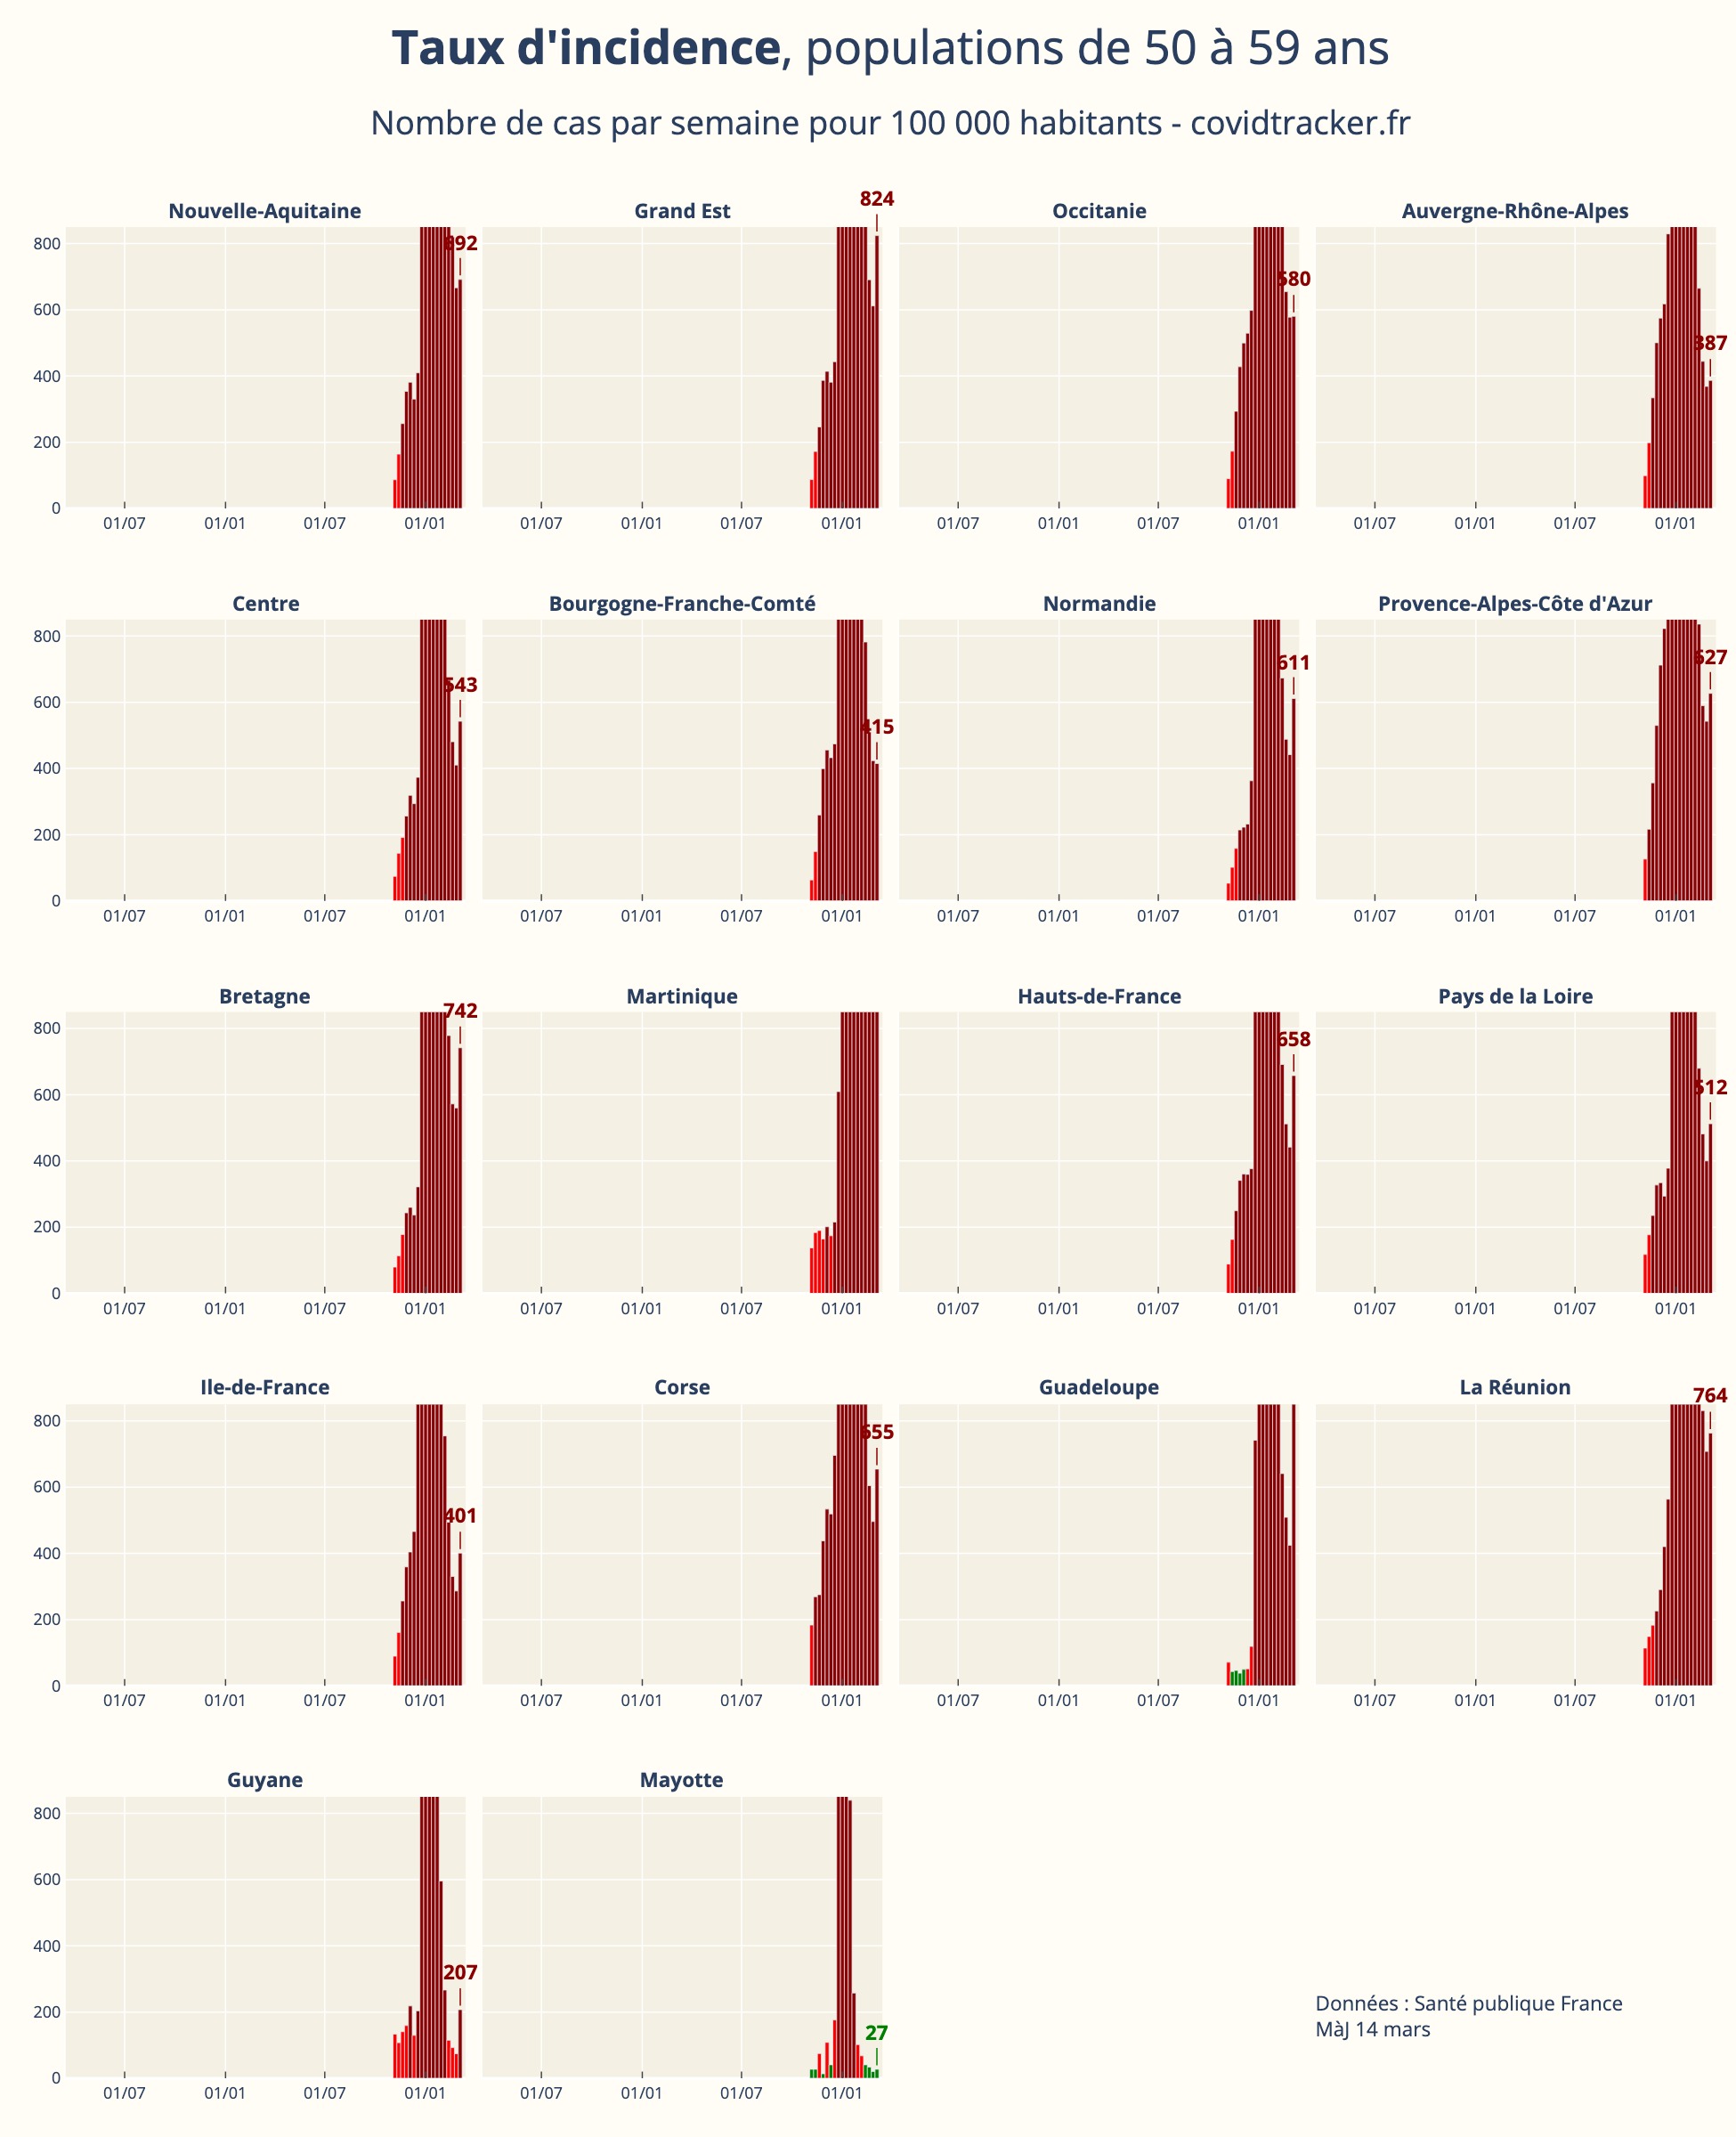 Taux d'incidence, populations de 50 à 59 ans
Nombre de cas par semaine pour 100 000 habitants - covidtracker.fr
Nouvelle-Aquitaine
800
600
400
200
0
692
01/07 01/01 01/07 01/01
Grand Est
824
01/07 01/01 01/07 01/01
Occitanie
580
01/07 01/01 01/07 01/01
Auvergne-Rhône-Alpes
387
01/07 01/01 01/07 01/01
Centre
800
600
400
200
0
543
01/07 01/01 01/07 01/01
Bourgogne-Franche-Comté
415
01/07 01/01 01/07 01/01
Normandie
611
01/07 01/01 01/07 01/01
Provence-Alpes-Côte d'Azur
627
01/07 01/01 01/07 01/01
Bretagne
800
600
400
200
0
742
01/07 01/01 01/07 01/01
Martinique
01/07 01/01 01/07 01/01
Hauts-de-France
658
01/07 01/01 01/07 01/01
Pays de la Loire
512
01/07 01/01 01/07 01/01
Ile-de-France
800
600
400
200
0
401
01/07 01/01 01/07 01/01
Corse
655
01/07 01/01 01/07 01/01
Guadeloupe
01/07 01/01 01/07 01/01
La Réunion
764
01/07 01/01 01/07 01/01
Guyane
800
600
400
200
0
207
01/07 01/01 01/07 01/01
Mayotte
27
01/07 01/01 01/07 01/01
Données : Santé publique France
MàJ 14 mars